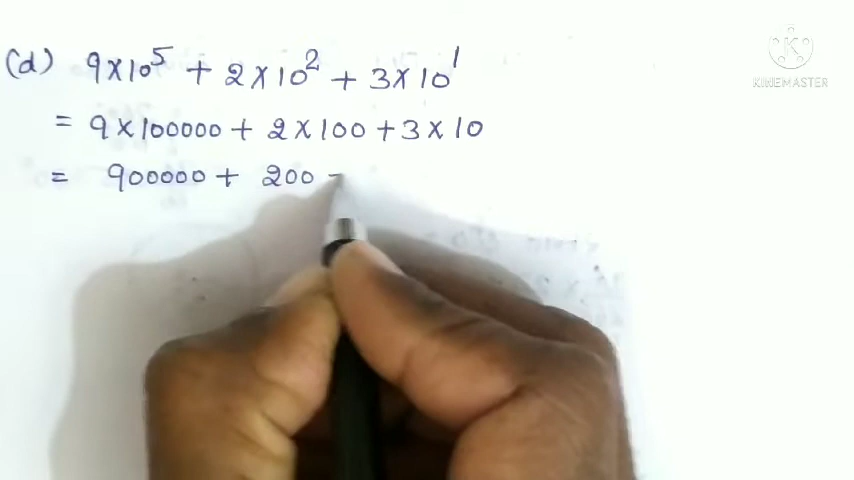 (d) 9×10⁵ + 2×10² + 3×10¹
= 9×100000 + 2×100 + 3×10
= 900000 + 200 -
KINEMASTER